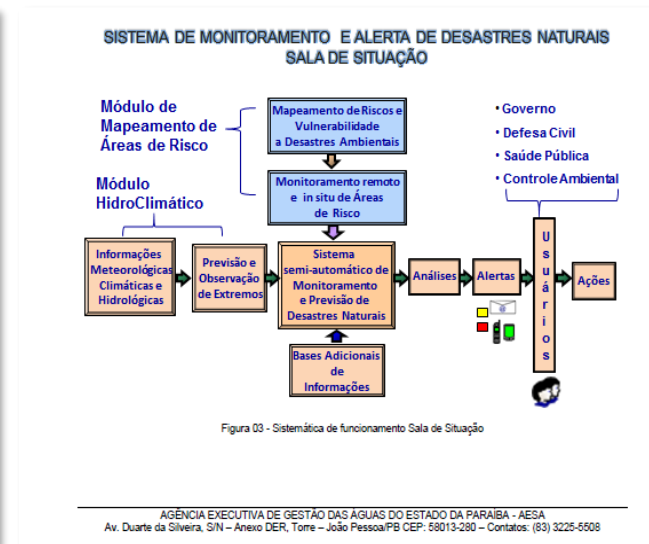 SISTEMA DE MONITORAMENTO E ALERTA DE DESASTRES NATURAIS
SALA DE SITUAÇÃO
Módulo de
Mapeamento de
Áreas de Risco
Mapeamento de Riscos e
Vulnerabilidade
a Desastres Ambientais
• Governo
• Defesa Civil
• Saúde Pública
• Controle Ambiental
Módulo
HidroClimático
Monitoramento remoto
e in situ de Áreas
de Risco
Informações
Meteorológicas
Climáticas e
Hidrológicas
Previsão e
Observação
de Extremos
Sistema
semi-automático de
Monitoramento
e Previsão de
Desastres Naturais
Análises
Alertas
U
s
u
á
r
i
o
s
Ações
Bases Adicionais
de
Informações
Figura 03 - Sistemática de funcionamento Sala de Situação
AGÊNCIA EXECUTIVA DE GESTÃO DAS ÁGUAS DO ESTADO DA PARAÍBA - AESA
Av. Duarte da Silveira, S/N – Anexo DER, Torre – João Pessoa/PB CEP: 58013-280 – Contatos: (83) 3225-5508